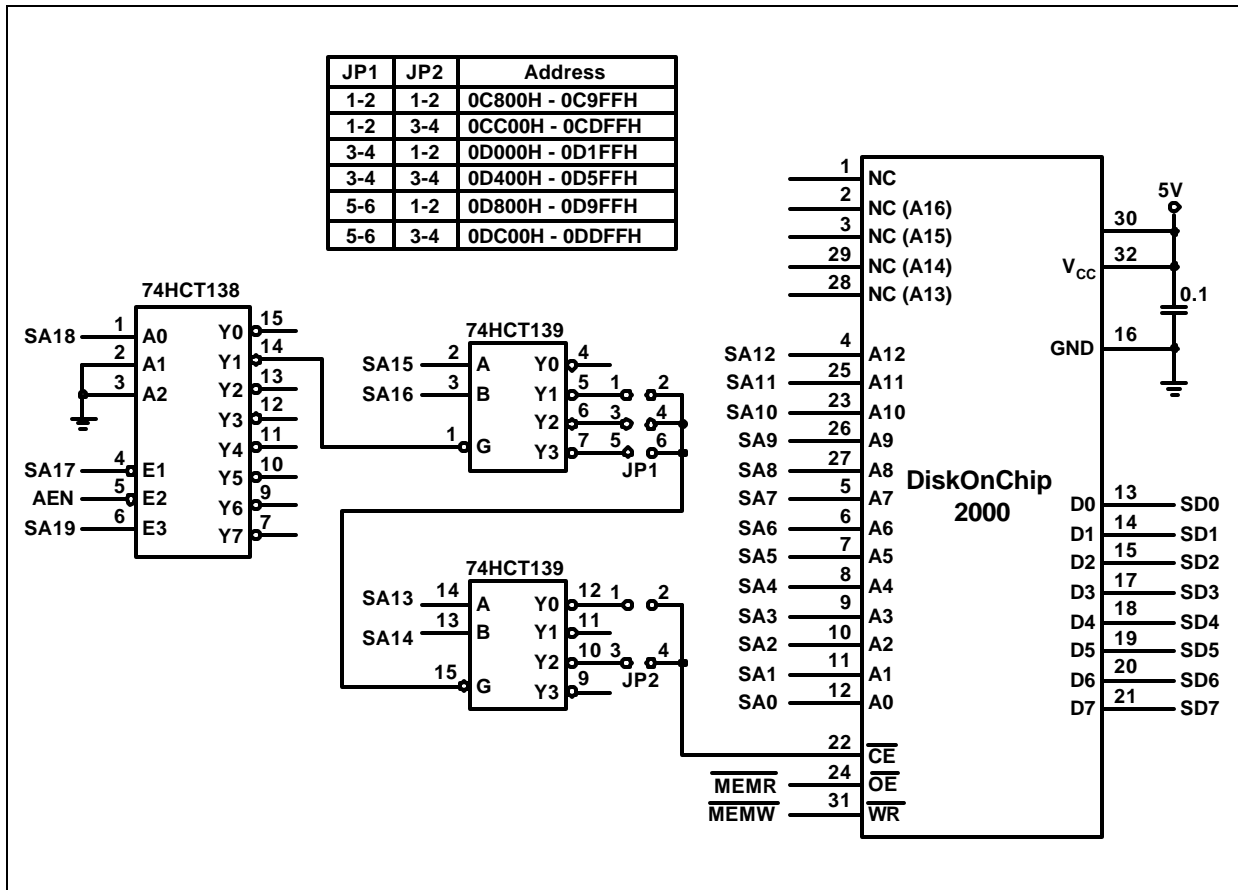 JP1 JP2 Address
1-2 1-2 0C800H - 0C9FFH
1-2 3-4 0CC00H - 0CDFFH
3-4 1-2 0D000H - 0D1FFH
3-4 3-4 0D400H - 0D5FFH
5-6 1-2 0D800H - 0D9FFH
5-6 3-4 0DC00H - 0DDFFH
74HCT138
SA18 1 A0
2 A1
3 A2
SA17 4 E1
AEN 5 E2
SA19 6 E3
Y0 15
Y1 14
Y2 13
Y3 12
Y4 11
Y5 10
Y6 9
Y7 7
74HCT139
SA15 2 A
SA16 3 B
1 G
Y0 4
Y1 5 1 2
Y2 6 3 4
Y3 7 5 6
JP1
74HCT139
SA13 14 A
SA14 13 B
15 G
Y0 12 1 2
Y1 11
Y2 10 3 4
Y3 9
JP2
1 NC
2 NC (A16)
3 NC (A15)
29 NC (A14)
28 NC (A13)
SA12 4 A12
SA11 25 A11
SA10 23 A10
SA9 26 A9
SA8 27 A8
SA7 5 A7
SA6 6 A6
SA5 7 A5
SA4 8 A4
SA3 9 A3
SA2 10 A2
SA1 11 A1
SA0 12 A0
22 CE
MEMR 24 OE
MEMW 31 WR
DiskOnChip
2000
5V
30
VCC 32
0.1
GND 16
D0 13 SD0
D1 14 SD1
D2 15 SD2
D3 17 SD3
D4 18 SD4
D5 19 SD5
D6 20 SD6
D7 21 SD7